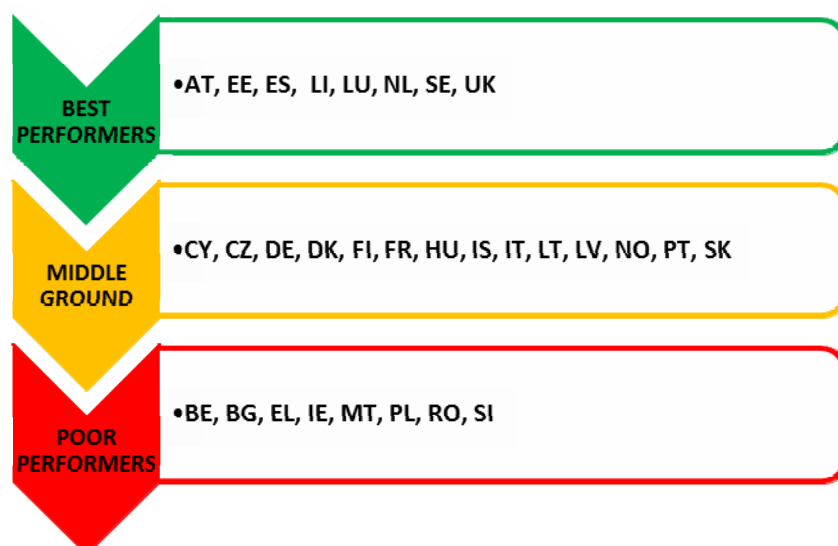 BEST
PERFORMERS
•AT, EE, ES, LI, LU, NL, SE, UK
MIDDLE
GROUND
•CY, CZ, DE, DK, FI, FR, HU, IS, IT, LT, LV, NO, PT, SK
POOR
PERFORMERS
•BE, BG, EL, IE, MT, PL, RO, SI